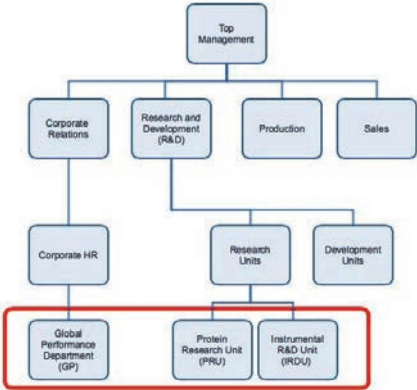 Top
Management
Corporate
Relations
Research and
Development
(R&D)
Production
Sales
Corporate HR
Research
Units
Development
Units
Global
Performance
Department
(GP)
Protein
Research Unit
(PRU)
Instrumental
R&D Unit
(IRDU)